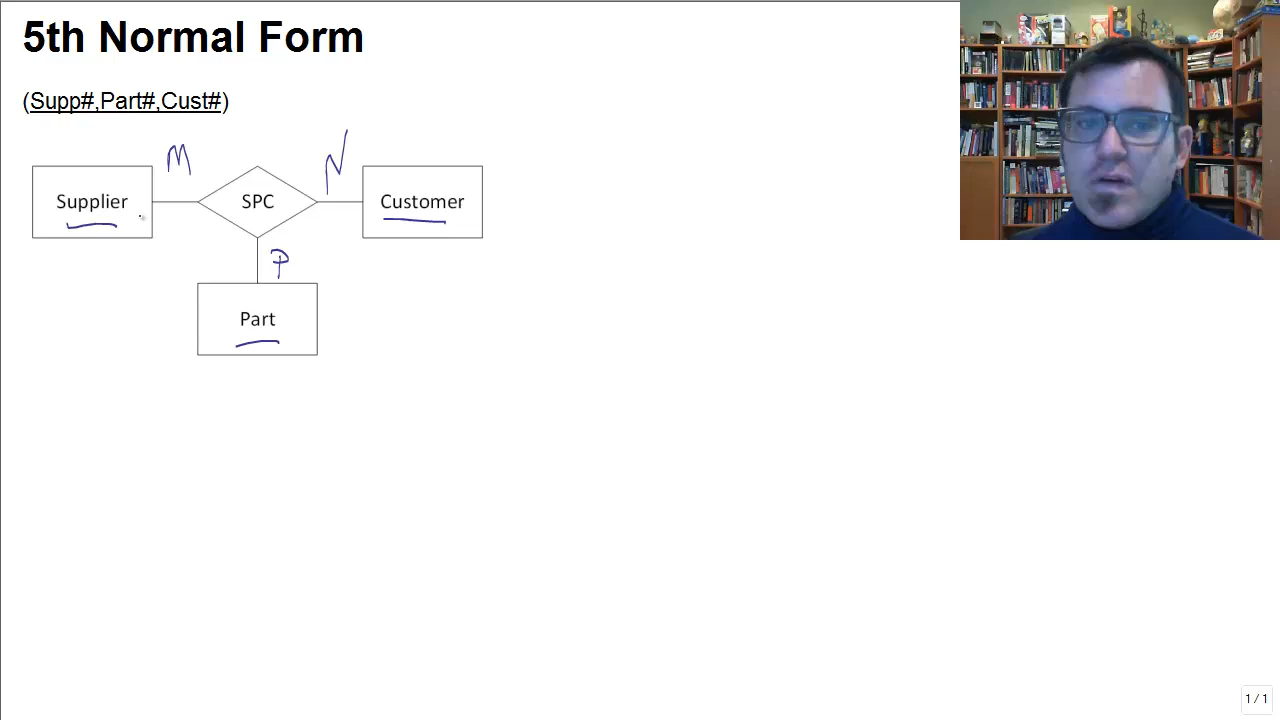 5th Normal Form
(Supp#,Part#,Cust#)
M
N
Supplier
SPC
Customer
P
Part
1 / 1